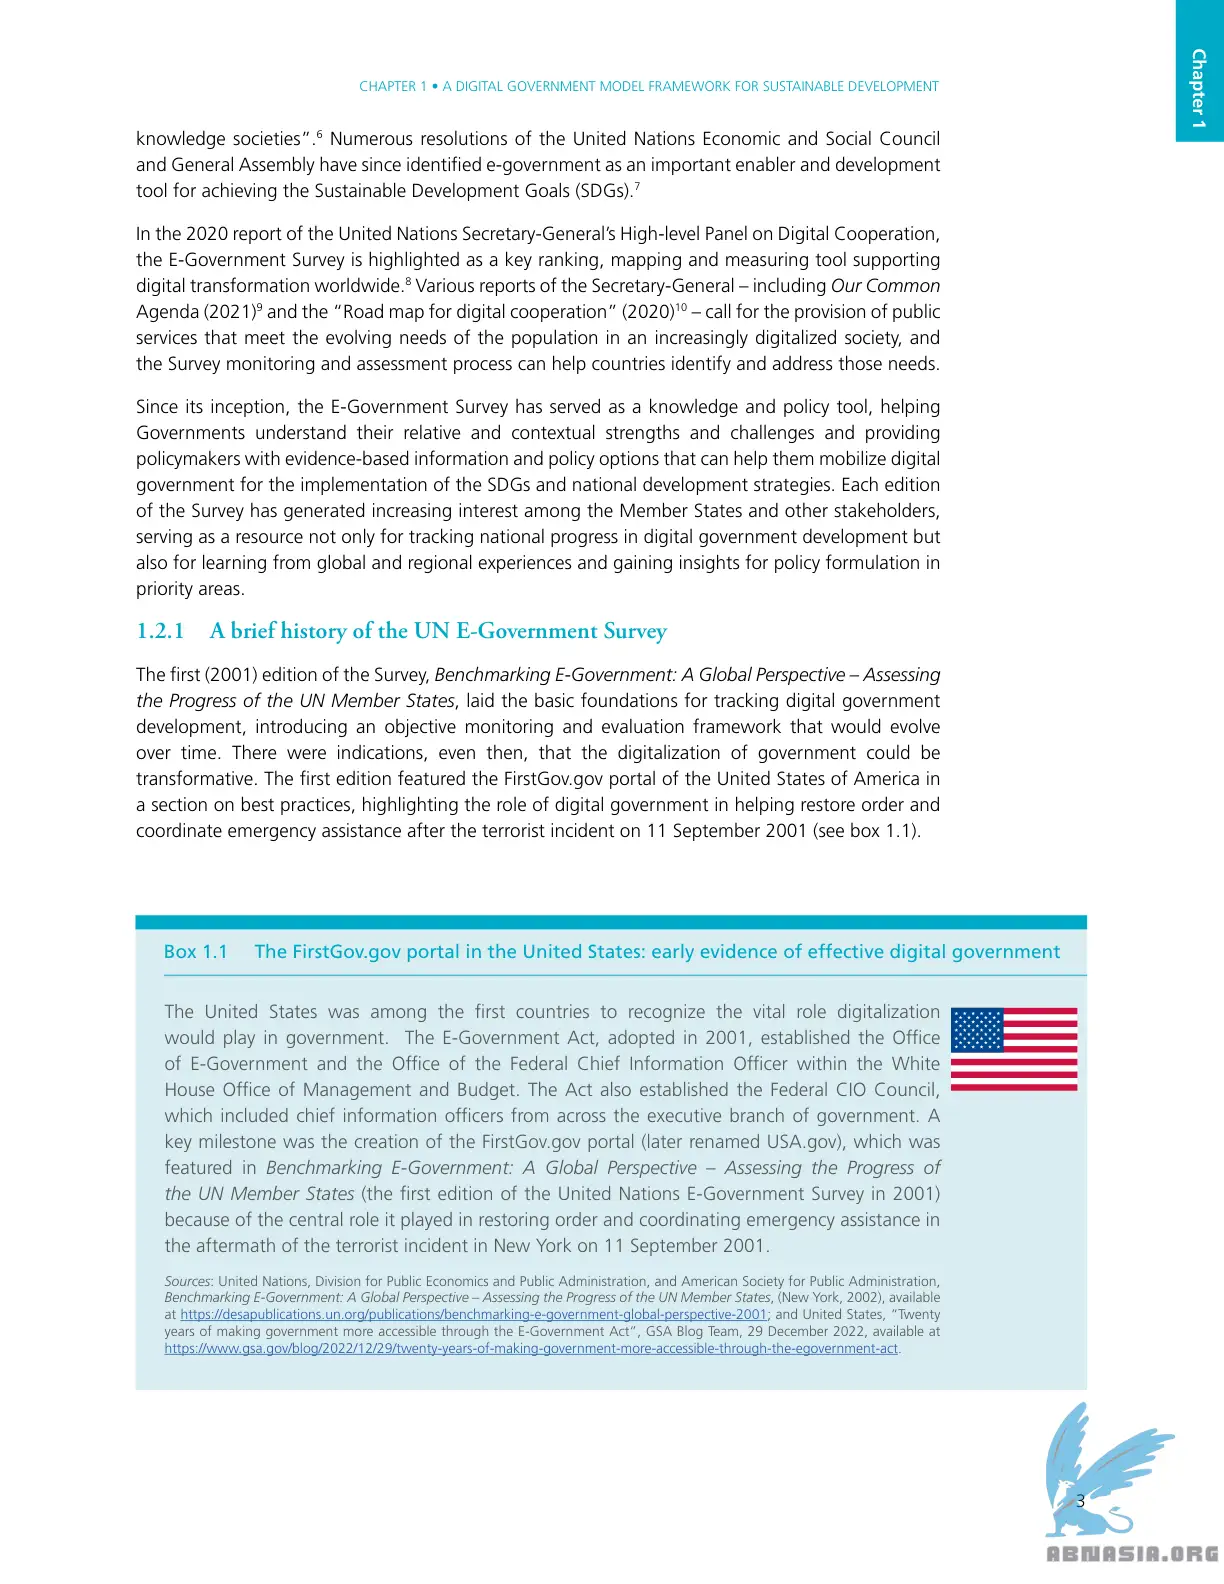 Chapter 1
CHAPTER 1 • A DIGITAL GOVERNMENT MODEL FRAMEWORK FOR SUSTAINABLE DEVELOPMENT
knowledge societies”.6 Numerous resolutions of the United Nations Economic and Social Council
and General Assembly have since identified e-government as an important enabler and development
tool for achieving the Sustainable Development Goals (SDGs).7
In the 2020 report of the United Nations Secretary-General’s High-level Panel on Digital Cooperation,
the E-Government Survey is highlighted as a key ranking, mapping and measuring tool supporting
digital transformation worldwide.8 Various reports of the Secretary-General – including Our Common
Agenda (2021)9 and the “Road map for digital cooperation” (2020)10 – call for the provision of public
services that meet the evolving needs of the population in an increasingly digitalized society, and
the Survey monitoring and assessment process can help countries identify and address those needs.
Since its inception, the E-Government Survey has served as a knowledge and policy tool, helping
Governments understand their relative and contextual strengths and challenges and providing
policymakers with evidence-based information and policy options that can help them mobilize digital
government for the implementation of the SDGs and national development strategies. Each edition
of the Survey has generated increasing interest among the Member States and other stakeholders,
serving as a resource not only for tracking national progress in digital government development but
also for learning from global and regional experiences and gaining insights for policy formulation in
priority areas.
1.2.1 A brief history of the UN E-Government Survey
The first (2001) edition of the Survey, Benchmarking E-Government: A Global Perspective – Assessing
the Progress of the UN Member States, laid the basic foundations for tracking digital government
development, introducing an objective monitoring and evaluation framework that would evolve
over time. There were indications, even then, that the digitalization of government could be
transformative. The first edition featured the FirstGov.gov portal of the United States of America in
a section on best practices, highlighting the role of digital government in helping restore order and
coordinate emergency assistance after the terrorist incident on 11 September 2001 (see box 1.1).
Box 1.1 The FirstGov.gov portal in the United States: early evidence of effective digital government
The United States was among the first countries to recognize the vital role digitalization
would play in government. The E-Government Act, adopted in 2001, established the Office
of E-Government and the Office of the Federal Chief Information Officer within the White
House Office of Management and Budget. The Act also established the Federal CIO Council,
which included chief information officers from across the executive branch of government. A
key milestone was the creation of the FirstGov.gov portal (later renamed USA.gov), which was
featured in Benchmarking E-Government: A Global Perspective – Assessing the Progress of
the UN Member States (the first edition of the United Nations E-Government Survey in 2001)
because of the central role it played in restoring order and coordinating emergency assistance in
the aftermath of the terrorist incident in New York on 11 September 2001.
Sources: United Nations, Division for Public Economics and Public Administration, and American Society for Public Administration,
Benchmarking E-Government: A Global Perspective – Assessing the Progress of the UN Member States, (New York, 2002), available
at https://desapublications.un.org/publications/benchmarking-e-government-global-perspective-2001; and United States, “Twenty
years of making government more accessible through the E-Government Act”, GSA Blog Team, 29 December 2022, available at
https://www.gsa.gov/blog/2022/12/29/twenty-years-of-making-government-more-accessible-through-the-egovernment-act.
3
ABNASIA.ORG